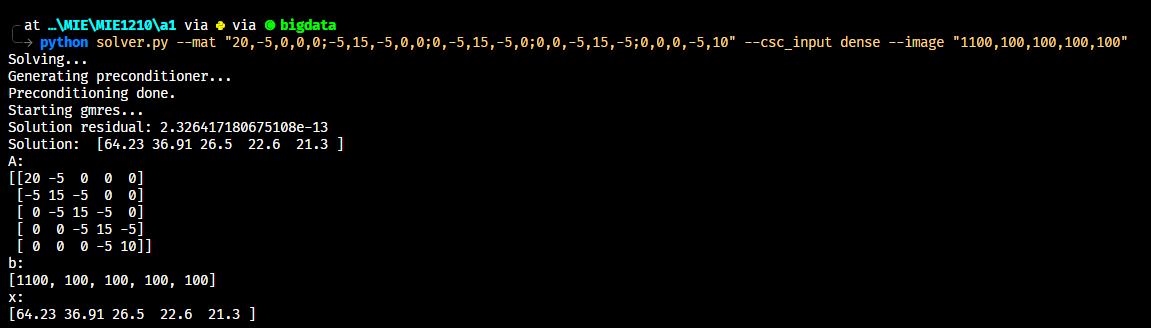 at …\MIE\MIE1210\a1 via via bigdata
python solver.py --mat "20,-5,0,0,0;-5,15,-5,0,0;0,-5,15,-5,0;0,0,-5,15,-5;0,0,0,-5,10" --csc_input dense --image "1100,100,100,100,100"
Solving...
Generating preconditioner...
Preconditioning done.
Starting gmres...
Solution residual: 2.326417180675108e-13
Solution:  [64.23 36.91 26.5  22.6  21.3 ]
A:
[[20 -5  0  0  0]
 [-5 15 -5  0  0]
 [ 0 -5 15 -5  0]
 [ 0  0 -5 15 -5]
 [ 0  0  0 -5 10]]
b:
[1100, 100, 100, 100, 100]
x:
[64.23 36.91 26.5  22.6  21.3 ]